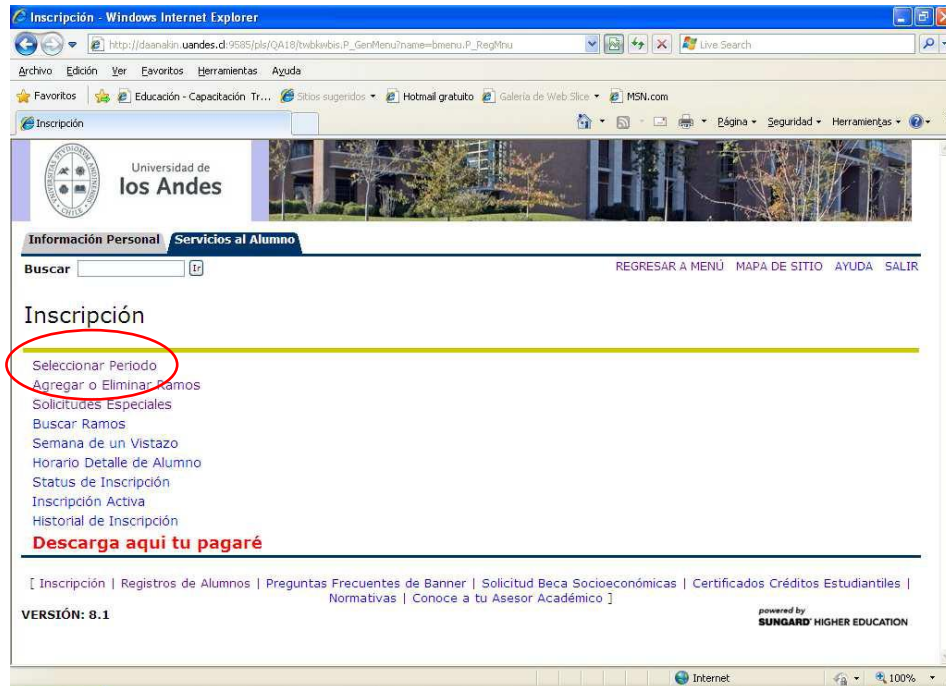 Inscripción - Windows Internet Explorer
http://daanakin.uandes.cl:9585/pls/QA18/twbkwbis.P_GenMenu?name=bmenu.P_RegMnu
Live Search
Archivo Edición Ver Favoritos Herramientas Ayuda
Favoritos Educación - Capacitación Tr... Sitios sugeridos Hotmail gratuito Galería de Web Slice MSN.com
Inscripción Página Seguridad Herramientas
Universidad de
los Andes
Información Personal Servicios al Alumno
Buscar Ir REGRESAR A MENÚ MAPA DE SITIO AYUDA SALIR
Inscripción
Seleccionar Periodo
Agregar o Eliminar Ramos
Solicitudes Especiales
Buscar Ramos
Semana de un Vistazo
Horario Detalle de Alumno
Status de Inscripción
Inscripción Activa
Historial de Inscripción
Descarga aqui tu pagaré
[ Inscripción | Registros de Alumnos | Preguntas Frecuentes de Banner | Solicitud Beca Socioeconómicas | Certificados Créditos Estudiantiles |
Normativas | Conoce a tu Asesor Académico ]
VERSIÓN: 8.1
powered by
SUNGARD HIGHER EDUCATION
Internet 100%